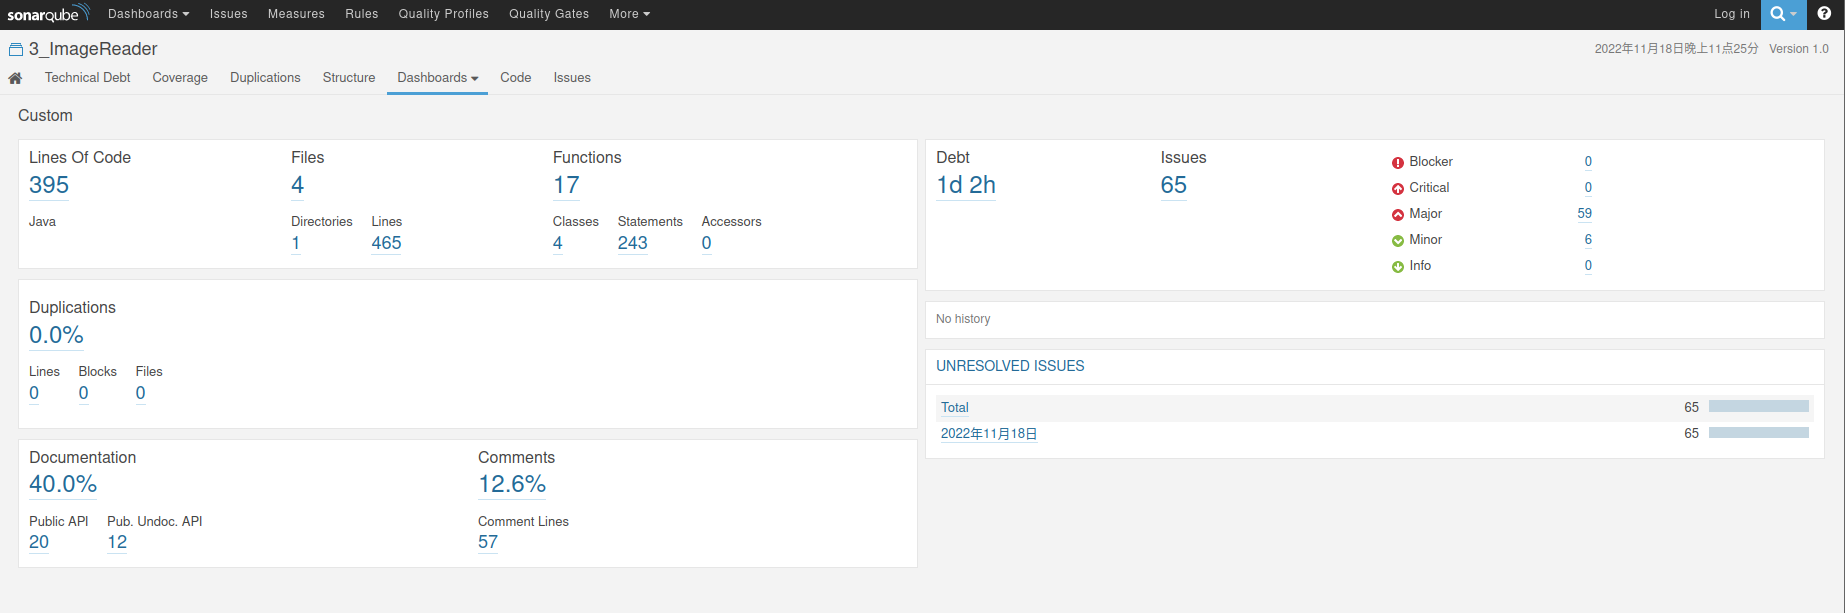 sonarqube Dashboards Issues Measures Rules Quality Profiles Quality Gates More Log in
3_ImageReader 2022年11月18日晚上11点25分 Version 1.0
Technical Debt Coverage Duplications Structure Dashboards Code Issues
Custom
Lines Of Code Files Functions
395 4 17
Java Directories Lines Classes Statements Accessors
1 465 4 243 0
Duplications
0.0%
Lines Blocks Files
0 0 0
Documentation Comments
40.0% 12.6%
Public API Pub. Undoc. API Comment Lines
20 12 57
Debt Issues
1d 2h 65
Blocker 0
Critical 0
Major 59
Minor 6
Info 0
No history
UNRESOLVED ISSUES
Total 65
2022年11月18日 65